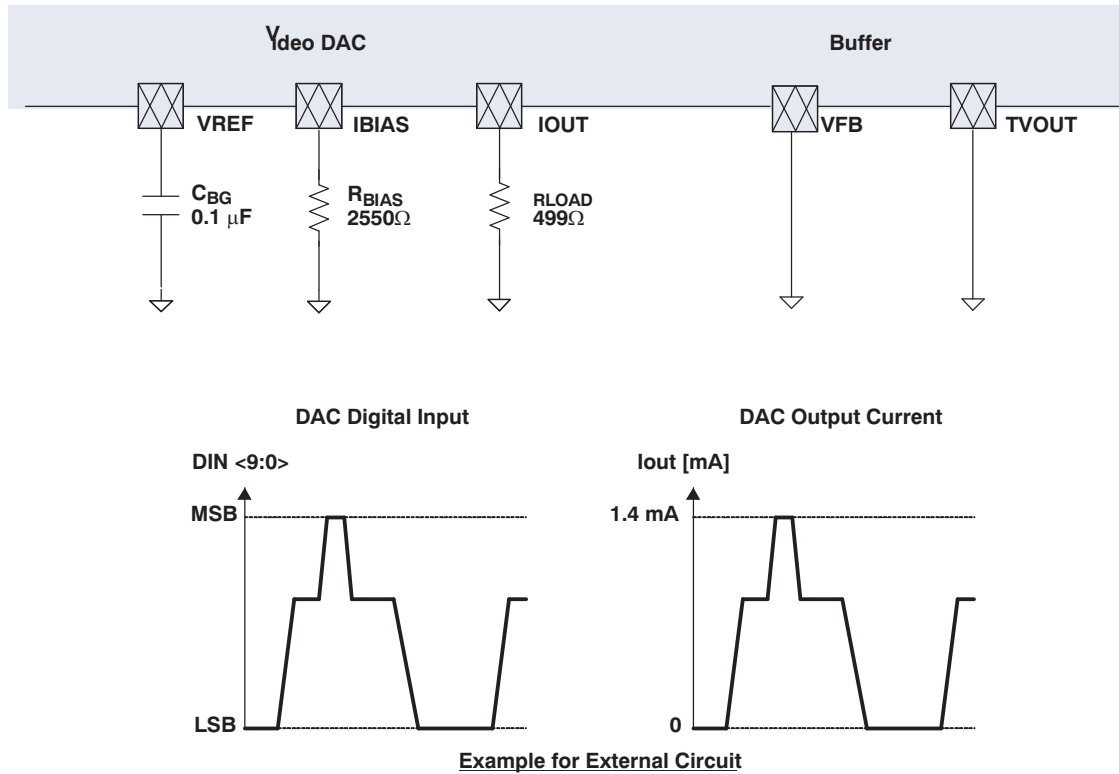 Video DAC
Buffer
VREF
IBIAS
IOUT
VFB
TVOUT
CBG
0.1 μF
RBIAS
2550Ω
RLOAD
499Ω
DAC Digital Input
DAC Output Current
DIN <9:0>
Iout [mA]
MSB
1.4 mA
LSB
0
Example for External Circuit